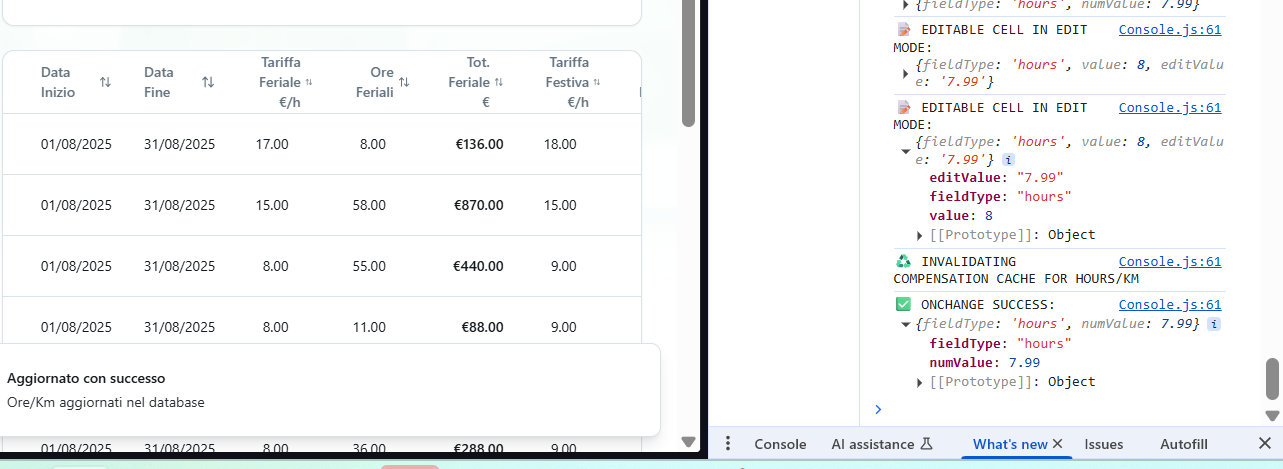 Data Inizio
Data Fine
Tariffa Feriale €/h
Ore Feriali
Tot. Feriale €
Tariffa Festiva €/h
01/08/2025 31/08/2025 17.00 8.00 €136.00 18.00
01/08/2025 31/08/2025 15.00 58.00 €870.00 15.00
01/08/2025 31/08/2025 8.00 55.00 €440.00 9.00
01/08/2025 31/08/2025 8.00 11.00 €88.00 9.00
Aggiornato con successo
Ore/Km aggiornati nel database
01/08/2025 31/08/2025 8.00 36.00 €288.00 9.00
{fieldType: 'hours', numValue: 7.99}
EDITABLE CELL IN EDIT Console.js:61
MODE:
{fieldType: 'hours', value: 8, editValu
e: '7.99'}
EDITABLE CELL IN EDIT Console.js:61
MODE:
{fieldType: 'hours', value: 8, editValu
e: '7.99'} i
editValue: "7.99"
fieldType: "hours"
value: 8
[[Prototype]]: Object
INVALIDATING Console.js:61
COMPENSATION CACHE FOR HOURS/KM
ONCHANGE SUCCESS: Console.js:61
{fieldType: 'hours', numValue: 7.99} i
fieldType: "hours"
numValue: 7.99
[[Prototype]]: Object
Console AI assistance What's new Issues Autofill